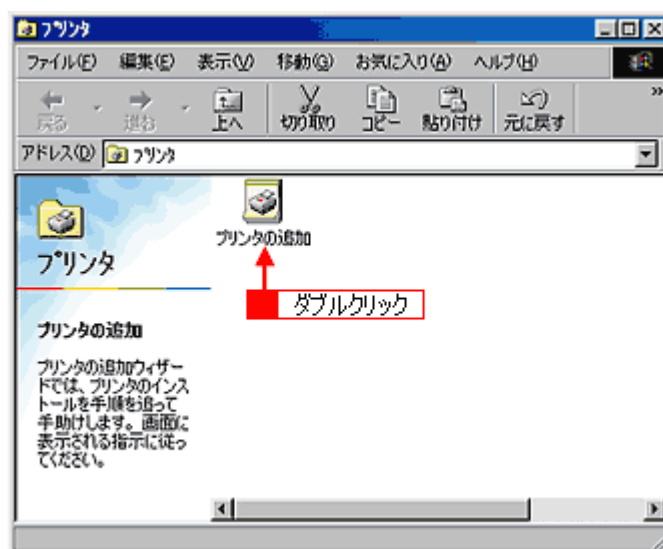 プリンタ
ファイル(F) 編集(E) 表示(V) 移動(G) お気に入り(A) ヘルプ(H)
戻る 進む 上へ 切り取り コピー 貼り付け 元に戻す »
アドレス(D) プリンタ
プリンタの追加
プリンタ
ダブルクリック
プリンタの追加
プリンタの追加ウィザー
ドでは、プリンタのインス
トールを手順を追って
手助けします。画面に
表示される指示に従っ
てください。